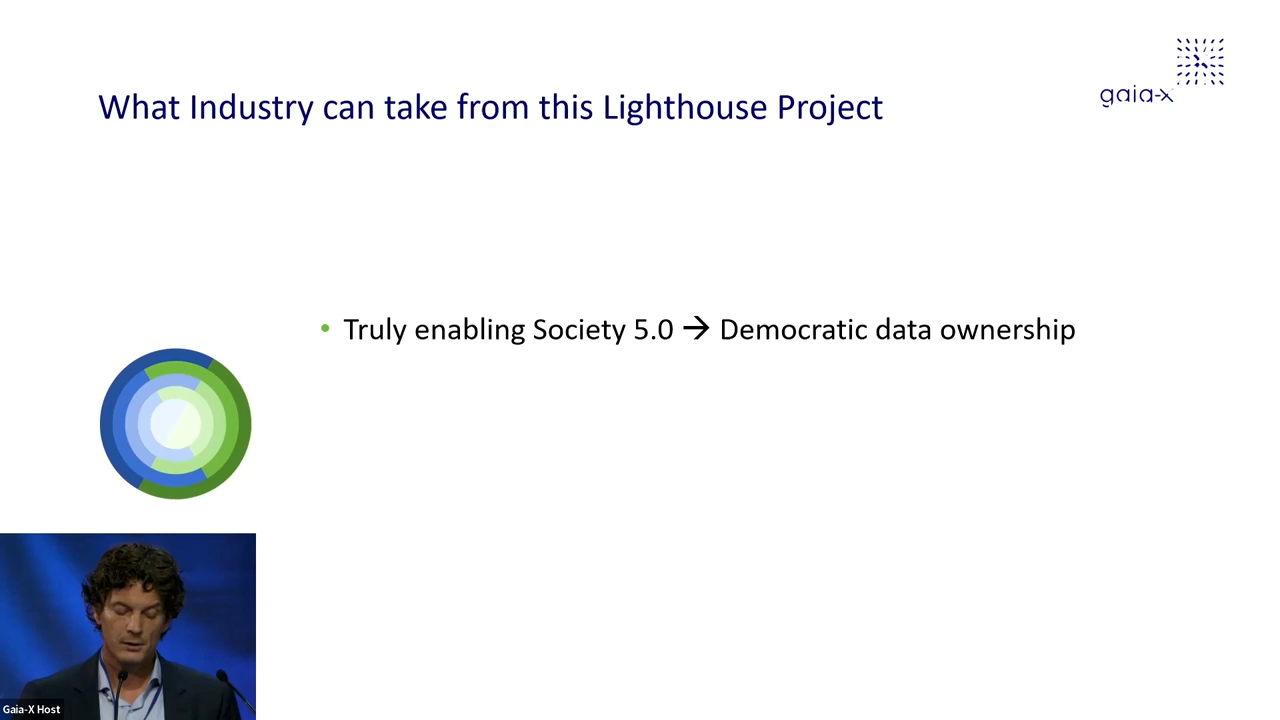 gaia-x
What Industry can take from this Lighthouse Project
• Truly enabling Society 5.0 → Democratic data ownership
Gaia-X Host